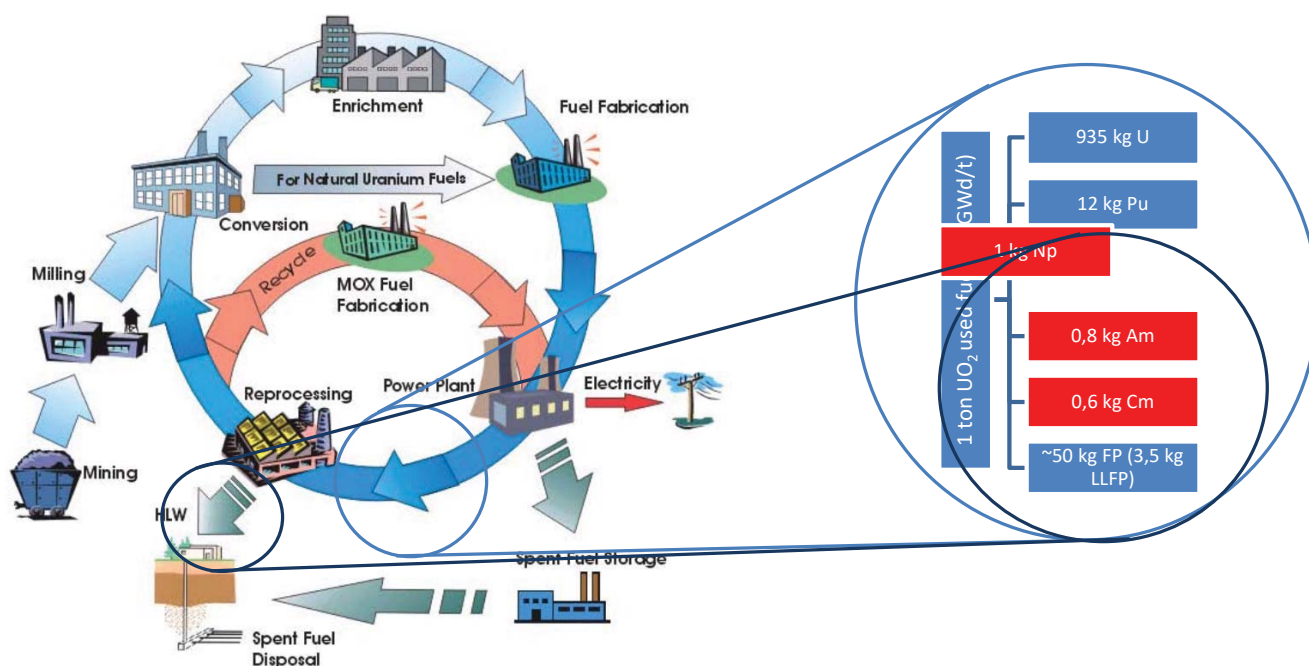 Enrichment
Fuel Fabrication
For Natural Uranium Fuels
Conversion
Recycle
MOX Fuel
Fabrication
Milling
Reprocessing
Power Plant
Electricity
Mining
HLW
Spent Fuel Storage
Spent Fuel
Disposal
1 ton UO₂ used fu
GWd/t)
935 kg U
12 kg Pu
1 kg Np
0,8 kg Am
0,6 kg Cm
~50 kg FP (3,5 kg
LLFP)